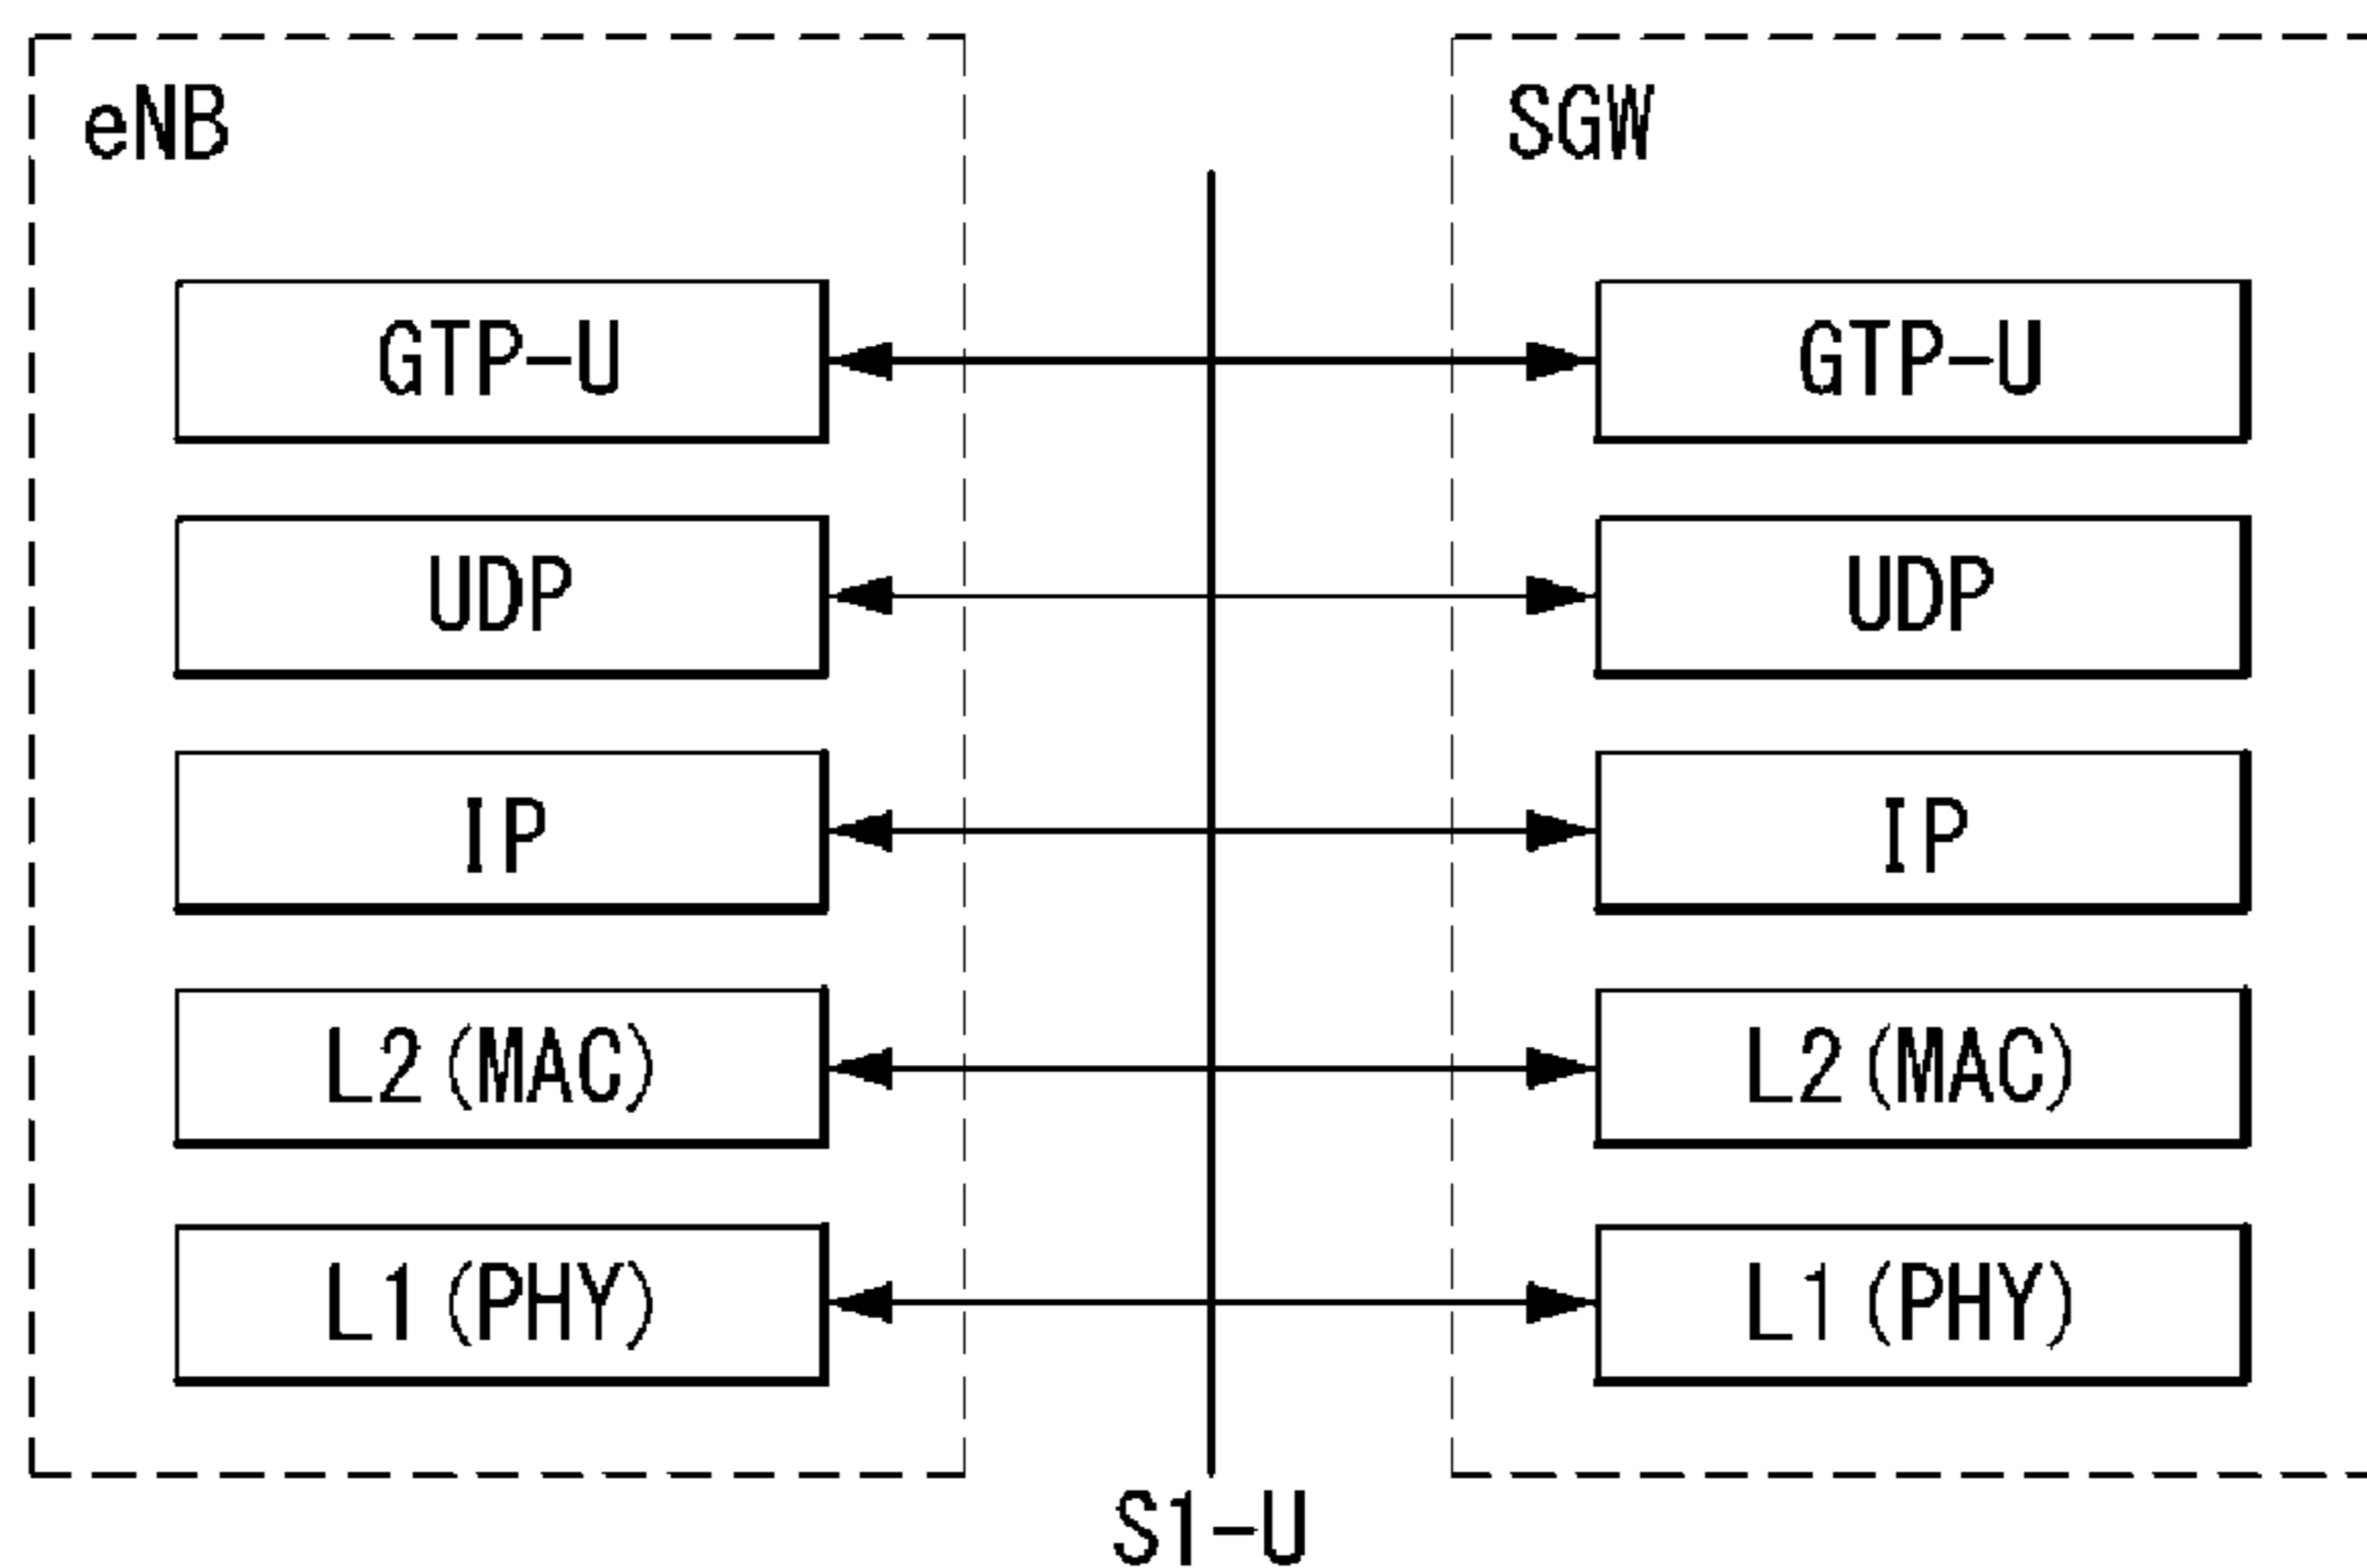 eNB SGW
GTP-U GTP-U
UDP UDP
IP IP
L2(MAC) L2(MAC)
L1(PHY) L1(PHY)
S1-U